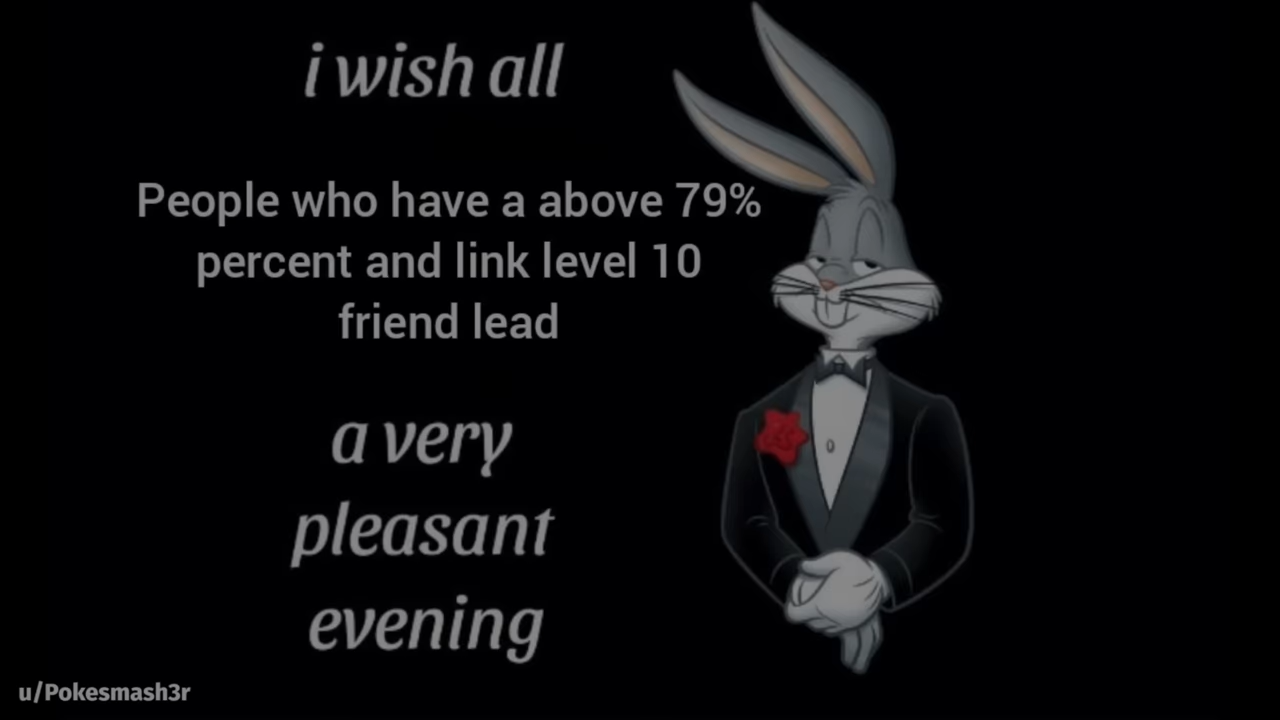 i wish all
People who have a above 79%
percent and link level 10
friend lead
a very
pleasant
evening
u/Pokesmash3r